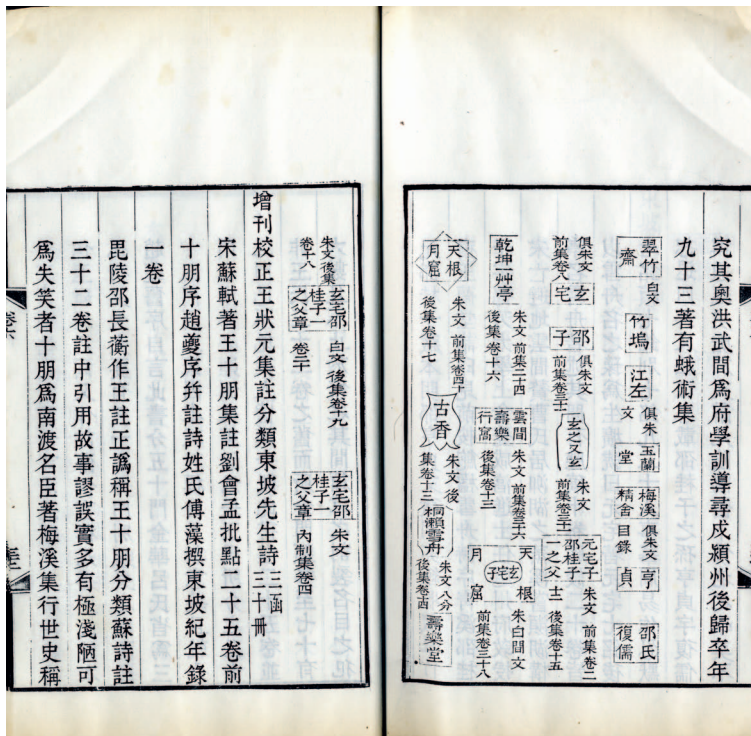 究其奧洪武間爲府學訓導尋戍潁州後歸卒年
九十三著有蛾術集
翠竹齋 白文 竹塢 江左 俱朱文 玉蘭堂 梅溪精舍 俱朱文 目錄 貞 亨 邵氏復儒
俱朱文 前集卷八 玄宅 邵子 俱朱文 前集卷三十 玄之又玄 朱文 前集卷三十二 元宅子邵桂子一之父 朱文 前集卷二十二 後集卷十五
乾坤一艸亭 朱文 前集二十四 後集卷十六 雲間壽樂行窩 朱文 前集卷三十六 後集卷十三 天根月窟 玄宅子 朱白間文 前集卷三十八
天根月窟 朱文 前集卷四十 後集卷十七 古香 朱文 後集卷十三 桐瀨雪舟 朱文八分 後集卷十四 壽樂堂
朱文 後集卷十八 玄宅邵桂子一之父章 白文 後集卷十九 卷二十 玄宅邵桂子一之父章 朱文 內制集卷四
增刊校正王狀元集註分類東坡先生詩 三函 三十冊
宋蘇軾著王十朋集註劉會孟批點二十五卷前
十朋序趙夔序幷註詩姓氏傅藻撰東坡紀年錄
一卷
毘陵邵長蘅作王註正譌稱王十朋分類蘇詩註
三十二卷註中引用故事謬誤實多有極淺陋可
爲失笑者十朋爲南渡名臣著梅溪集行世史稱